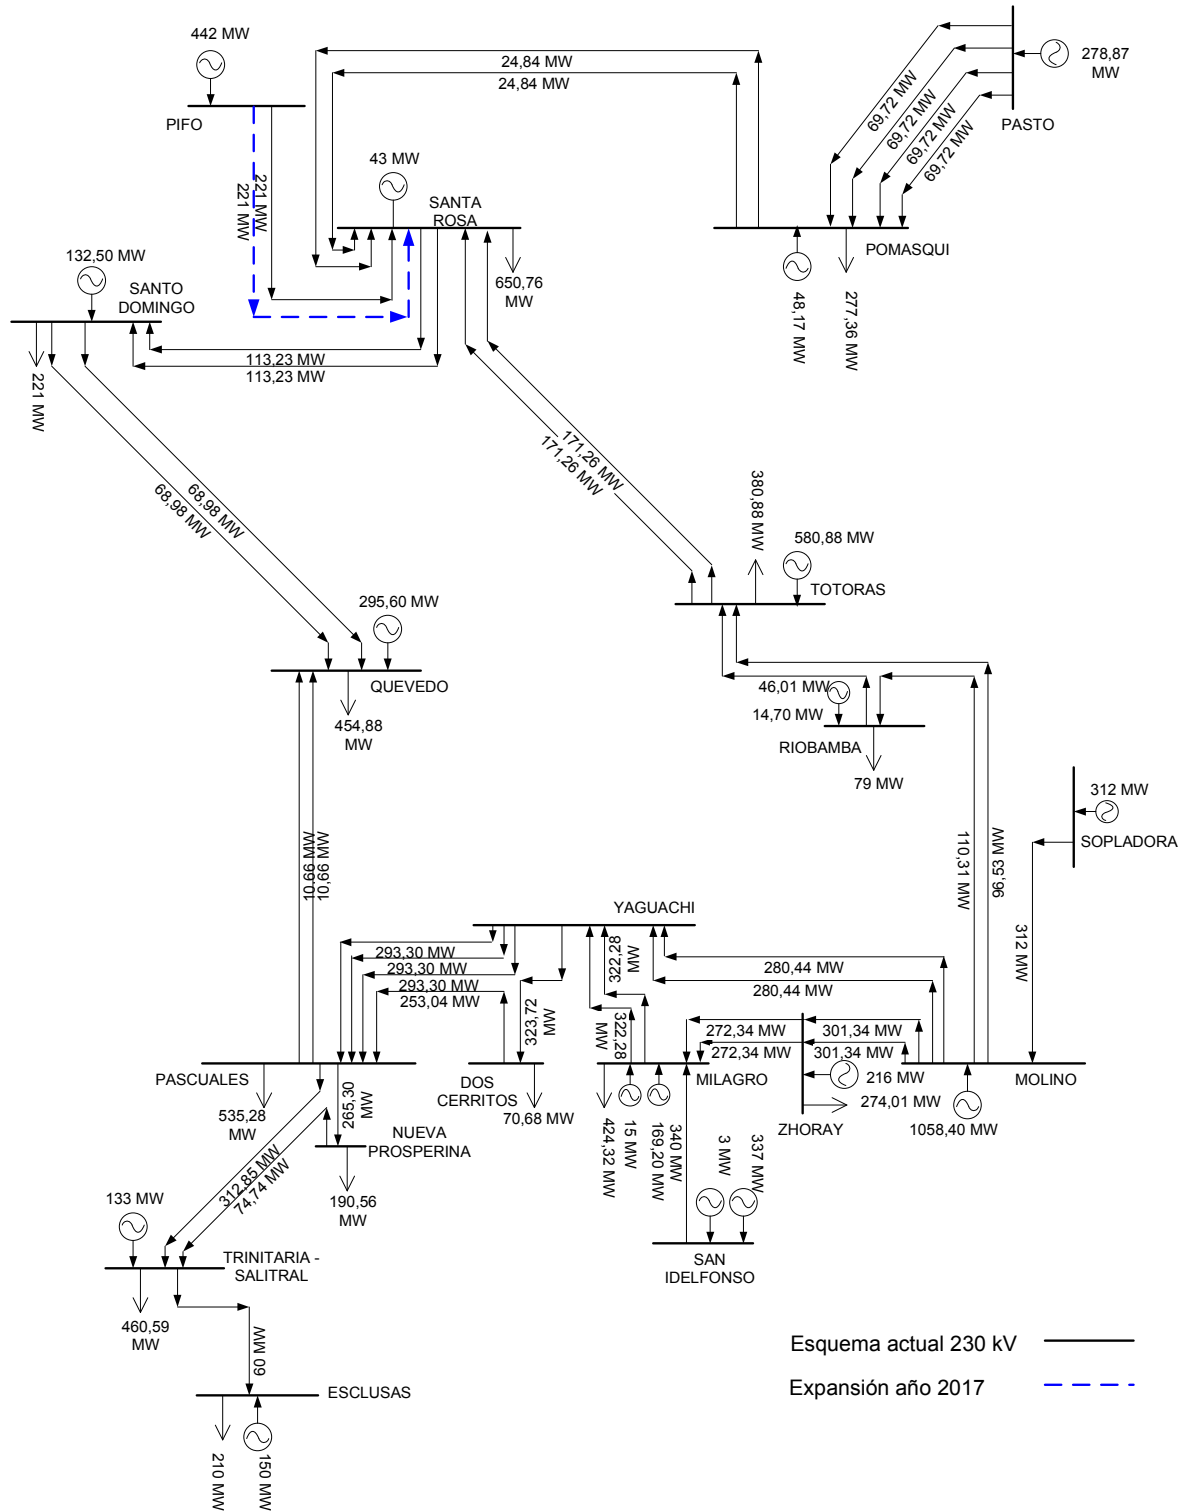 442 MW
PIFO
221 MW
221 MW
24,84 MW
24,84 MW
43 MW
SANTA
ROSA
650,76
MW
69,72 MW
69,72 MW
69,72 MW
69,72 MW
278,87
MW
PASTO
POMASQUI
48,17 MW
277,36 MW
132,50 MW
SANTO
DOMINGO
221 MW
113,23 MW
113,23 MW
68,98 MW
68,98 MW
171,26 MW
171,26 MW
380,88 MW
580,88 MW
TOTORAS
295,60 MW
QUEVEDO
454,88
MW
46,01 MW
14,70 MW
RIOBAMBA
79 MW
110,31 MW
96,53 MW
312 MW
SOPLADORA
312 MW
10,66 MW
10,66 MW
YAGUACHI
293,30 MW
293,30 MW
293,30 MW
253,04 MW
323,72
MW
322,28
MW
322,28
MW
280,44 MW
280,44 MW
272,34 MW
272,34 MW
301,34 MW
301,34 MW
PASCUALES
535,28
MW
265,30
MW
DOS
CERRITOS
70,68 MW
MILAGRO
424,32 MW
15 MW
169,20 MW
340 MW
216 MW
274,01 MW
ZHORAY
MOLINO
1058,40 MW
NUEVA
PROSPERINA
190,56
MW
3 MW
337 MW
SAN
IDELFONSO
312,85 MW
74,74 MW
133 MW
TRINITARIA -
SALITRAL
460,59
MW
60 MW
ESCLUSAS
210 MW
150 MW
Esquema actual 230 kV
Expansión año 2017